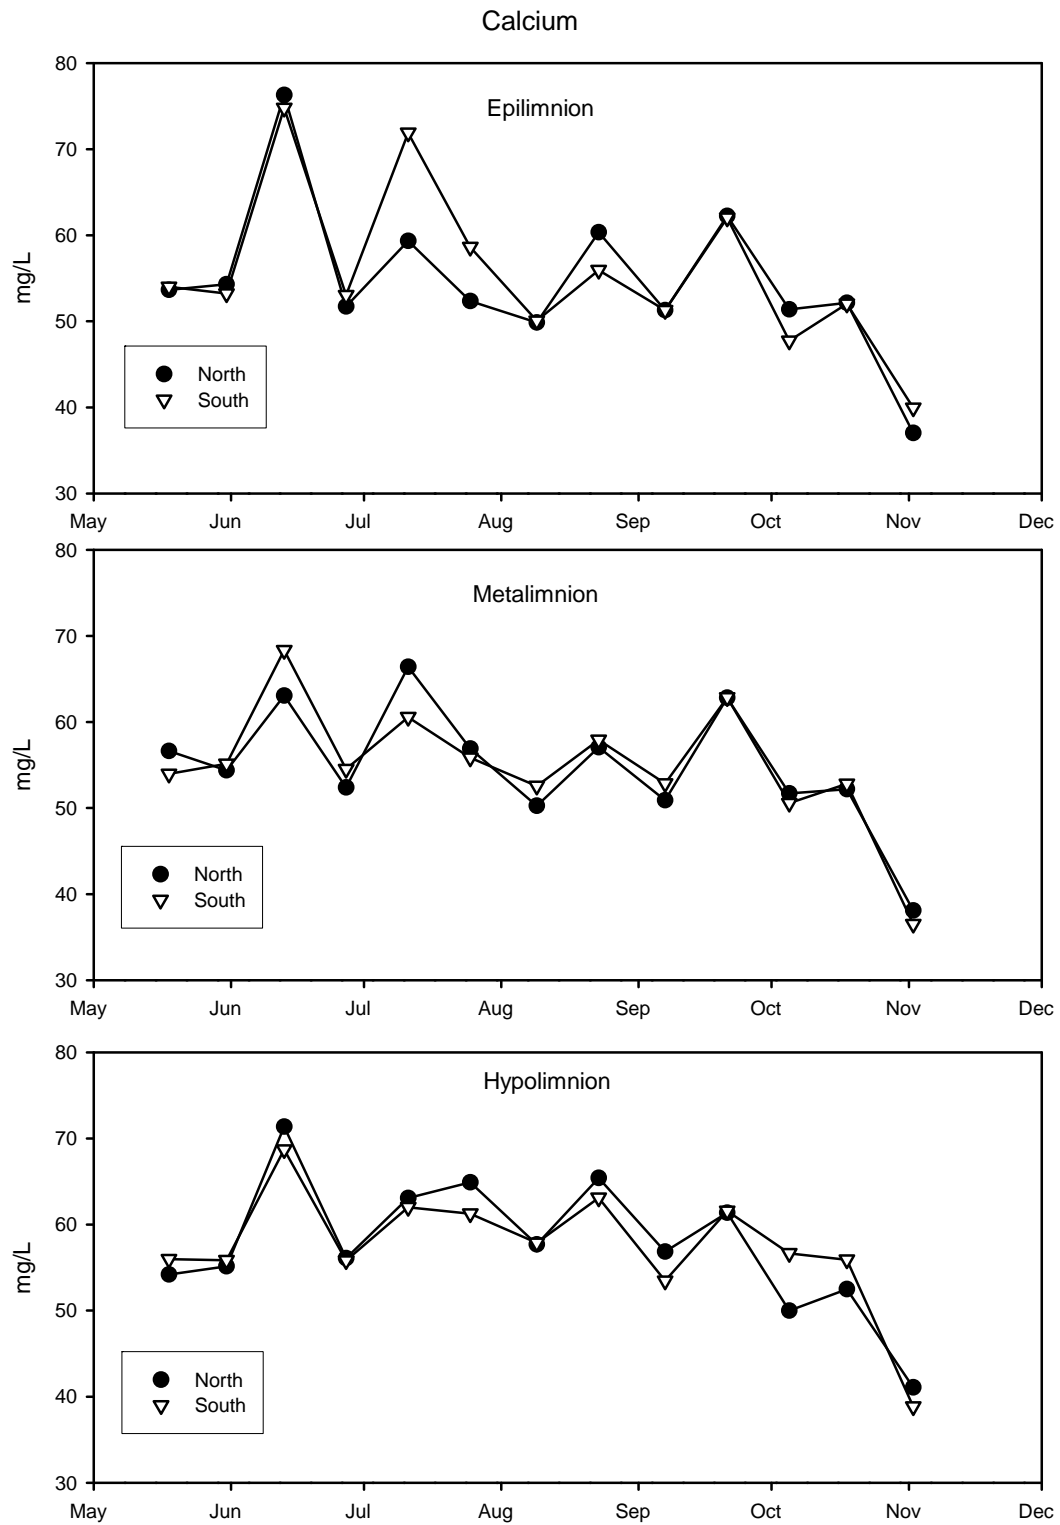 Calcium
80
Epilimnion
70
60
mg/L
50
North
South
40
30
May Jun Jul Aug Sep Oct Nov Dec
80
Metalimnion
70
60
mg/L
50
North
South
40
30
May Jun Jul Aug Sep Oct Nov Dec
80
Hypolimnion
70
60
mg/L
50
North
South
40
30
May Jun Jul Aug Sep Oct Nov Dec